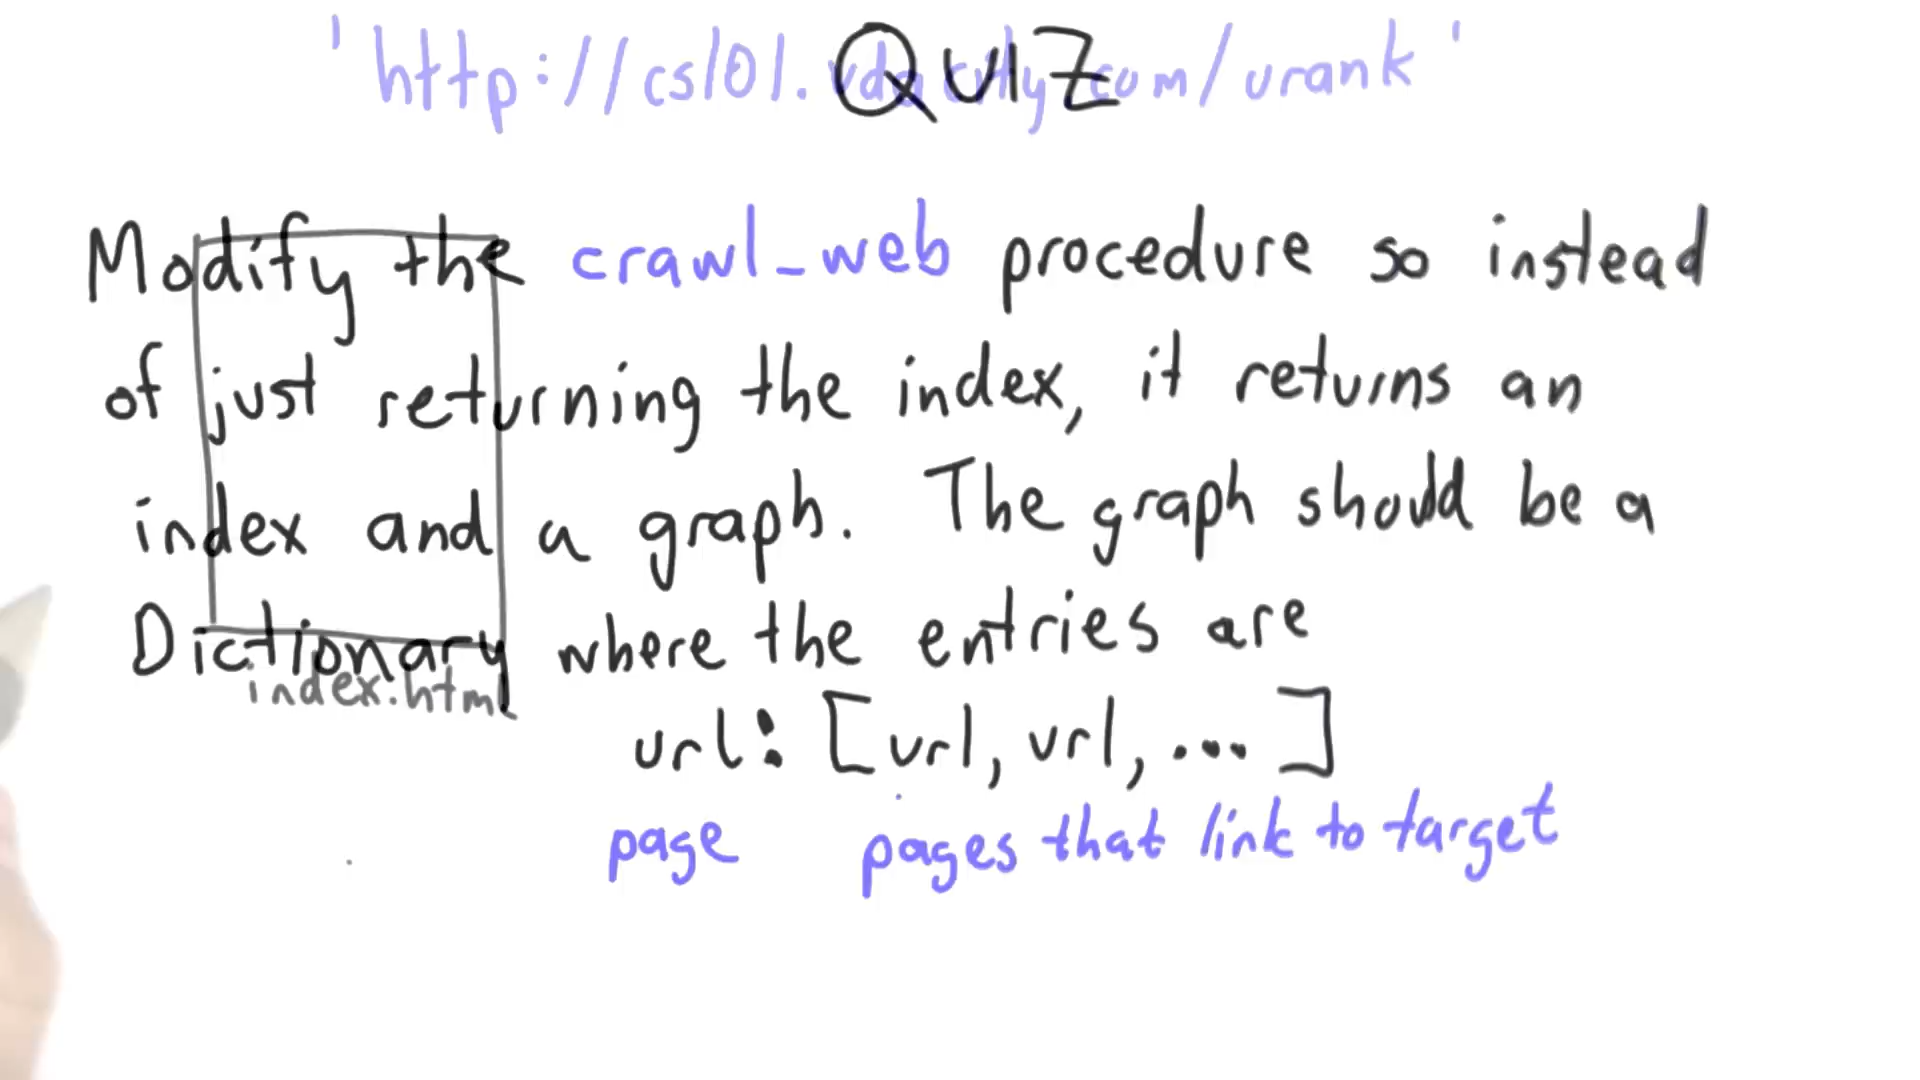 'http://cs101.udacity.com/urank'
QUIZ
Modify the crawl_web procedure so instead
of just returning the index, it returns an
index and a graph. The graph should be a
Dictionary where the entries are
index.html
url: [url, url, ... ]
page pages that link to target